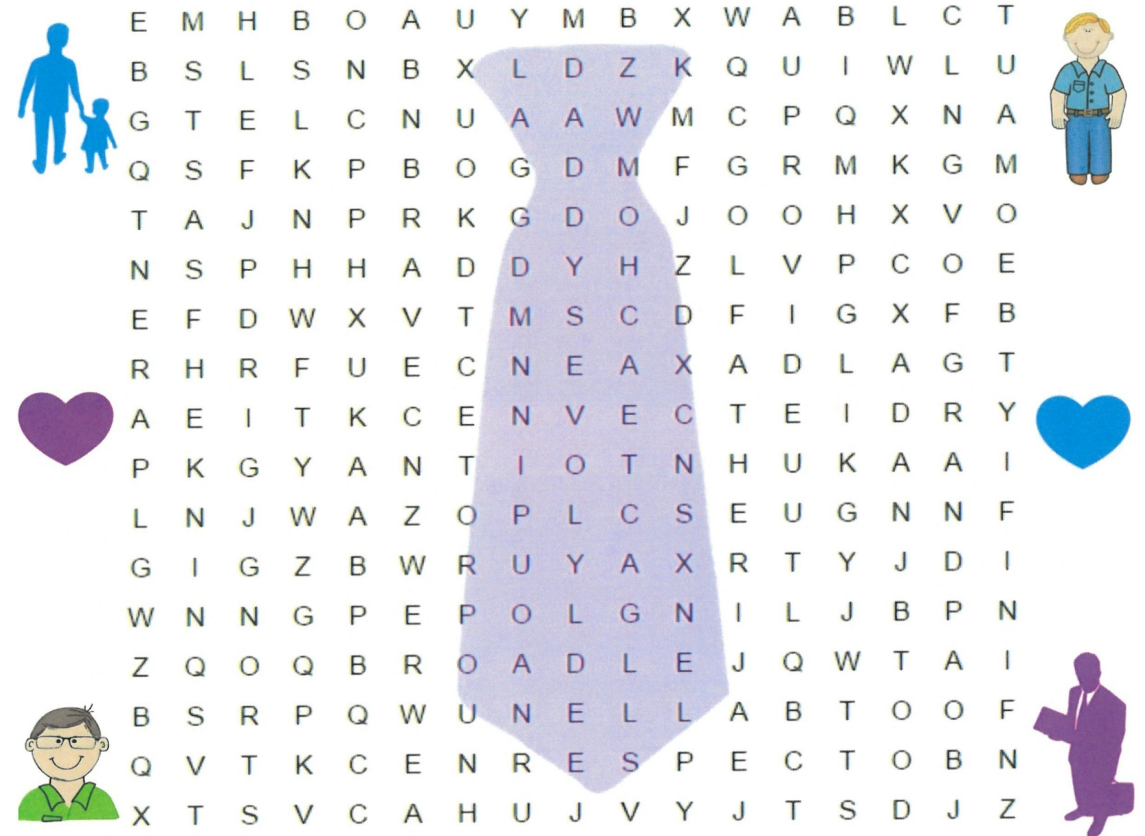 E M H B O A U Y M B X W A B L C T
B S L S N B X L D Z K Q U I W L U
G T E L C N U A A W M C P Q X N A
Q S F K P B O G D M F G R M K G M
T A J N P R K G D O J O O H X V O
N S P H H A D D Y H Z L V P C O E
E F D W X V T M S C D F I G X F B
R H R F U E C N E A X A D L A G T
A E I T K C E N V E C T E I D R Y
P K G Y A N T I O T N H U K A A I
L N J W A Z O P L C S E U G N N F
G I G Z B W R U Y A X R T Y J D I
W N N G P E P O L G N I L J B P N
Z Q O Q B R O A D L E J Q W T A I
B S R P Q W U N E L L A B T O O F
Q V T K C E N R E S P E C T O B N
X T S V C A H U J V Y J T S D J Z